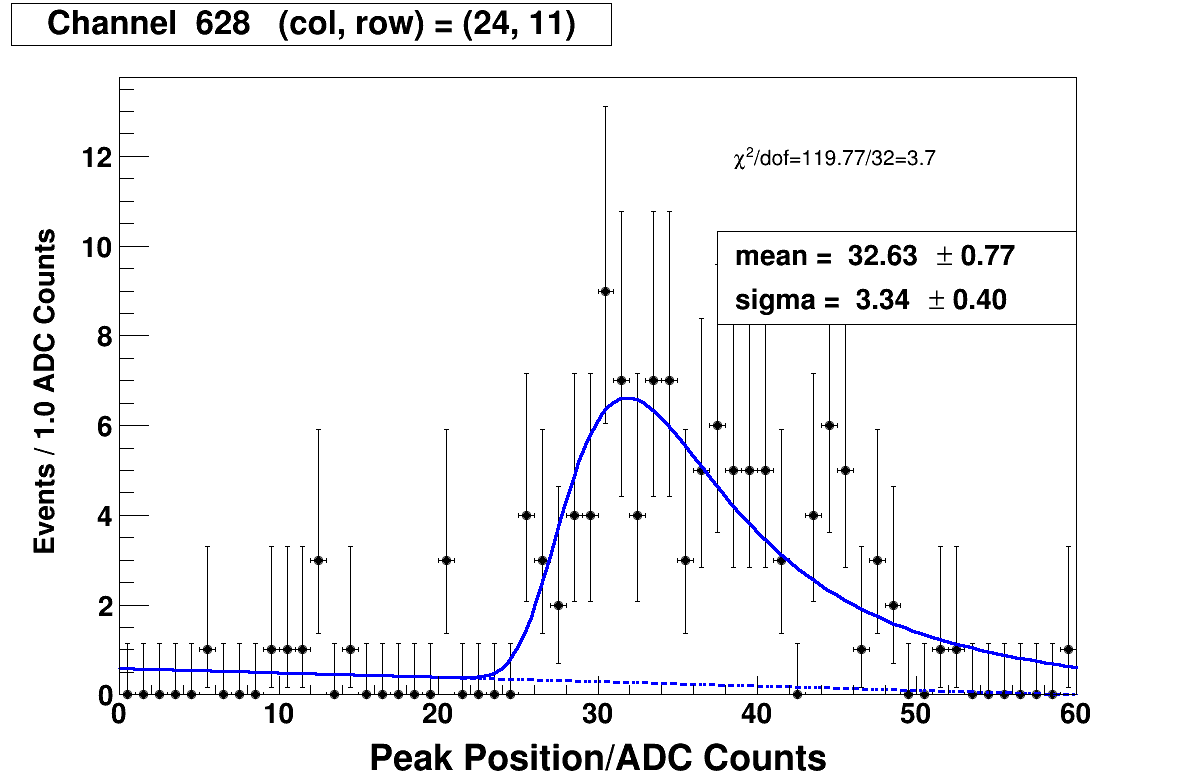 Channel 628 (col, row) = (24, 11)
χ²/dof=119.77/32=3.7
mean = 32.63 ± 0.77
sigma = 3.34 ± 0.40
Events / 1.0 ADC Counts
12
10
8
6
4
2
0
0 10 20 30 40 50 60
Peak Position/ADC Counts